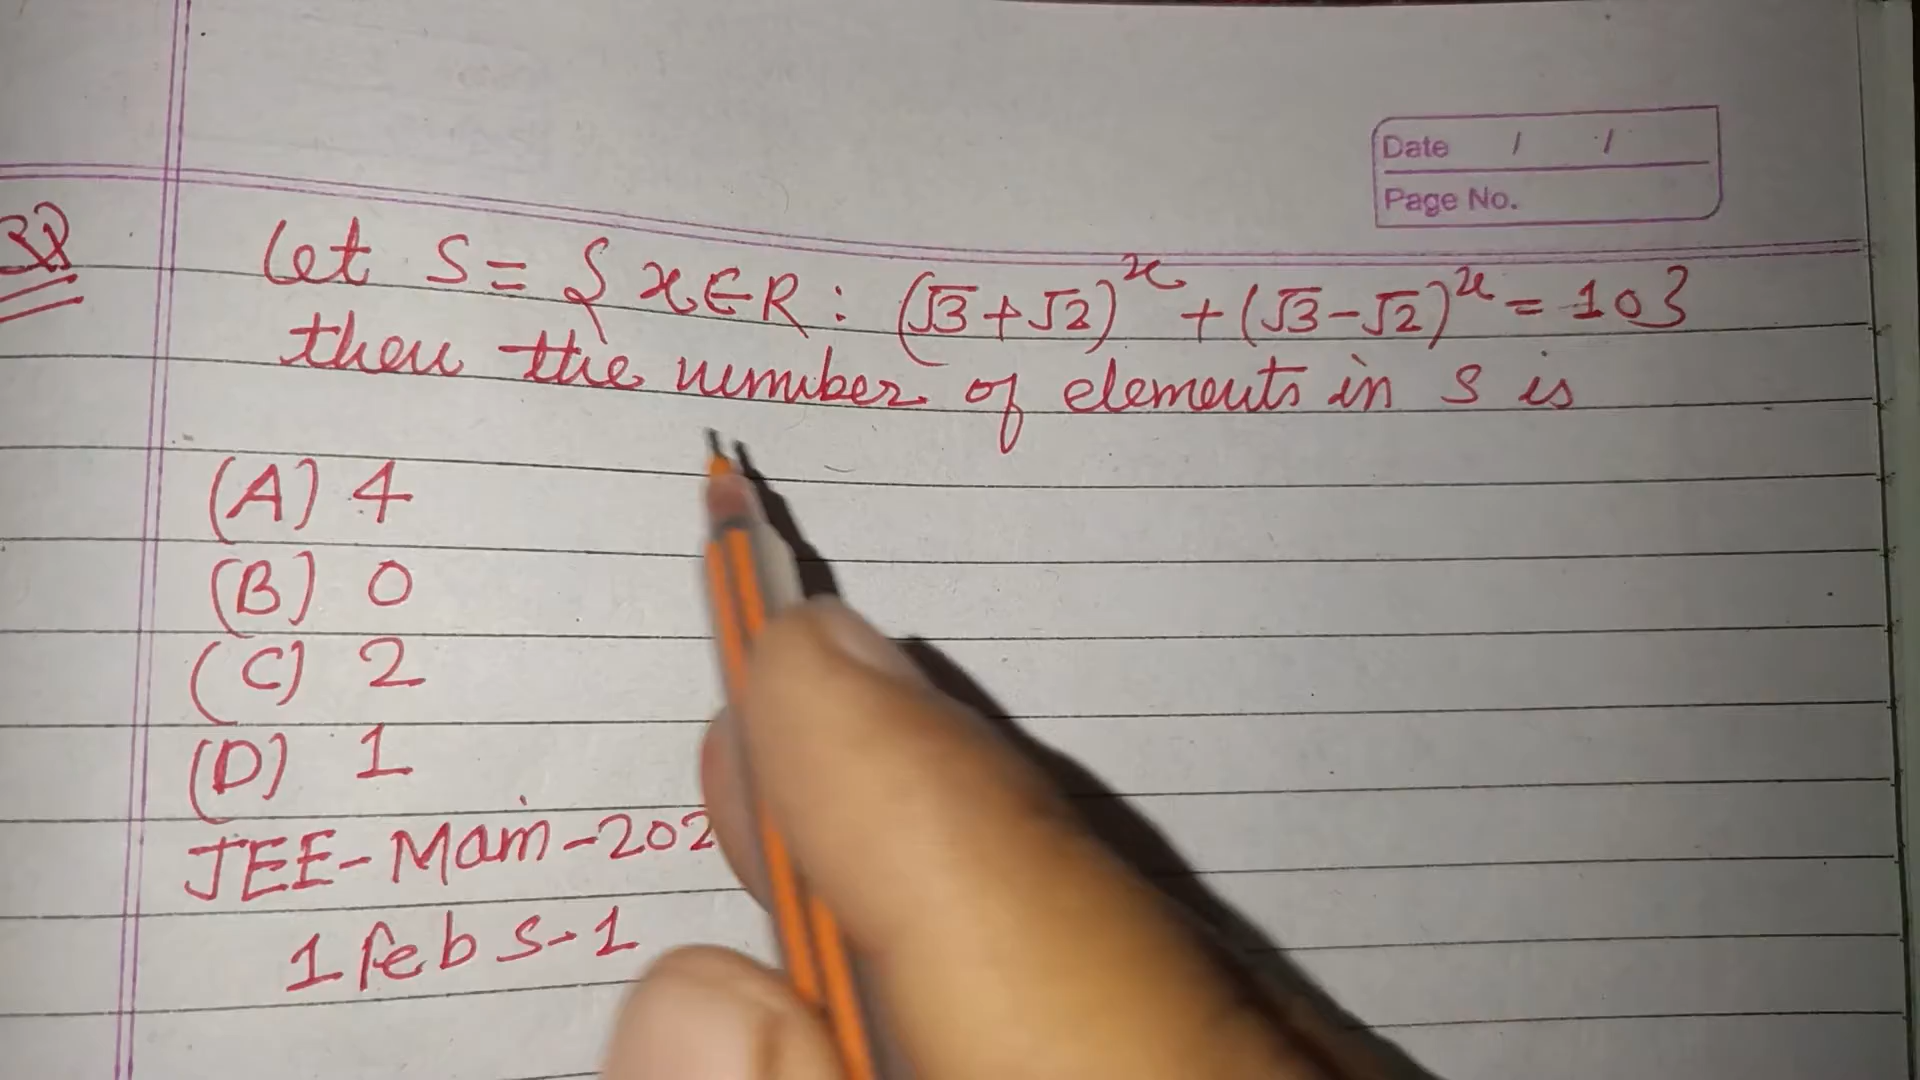 Date / /
Page No.
Let S = { x ∈ R : (√3+√2)^x + (√3-√2)^x = 10}
then the number of elements in S is
(A) 4
(B) 0
(C) 2
(D) 1
JEE-Main-202
1 feb S-1